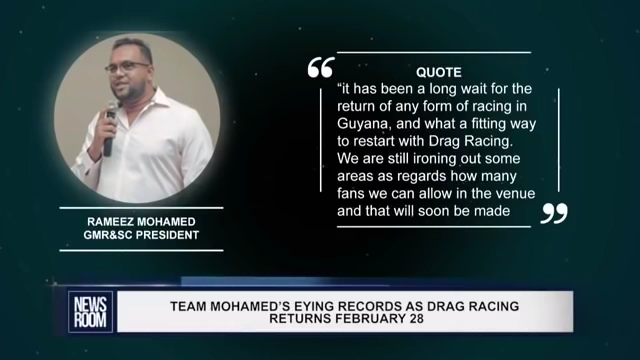 “
QUOTE
“it has been a long wait for the
return of any form of racing in
Guyana, and what a fitting way
to restart with Drag Racing.
We are still ironing out some
areas as regards how many
fans we can allow in the venue
and that will soon be made
”
RAMEEZ MOHAMED
GMR&SC PRESIDENT
NEWS
ROOM
TEAM MOHAMED'S EYING RECORDS AS DRAG RACING
RETURNS FEBRUARY 28